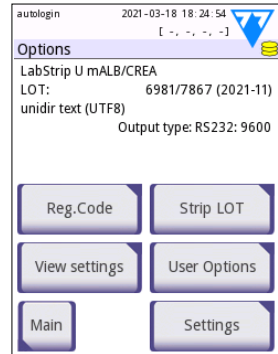 autologin 2021-03-18 18:24:54
[ -, -, -, -]
Options
LabStrip U mALB/CREA
LOT: 6981/7867 (2021-11)
unidir text (UTF8)
Output type: RS232: 9600
Reg.Code Strip LOT
View settings User Options
Main Settings